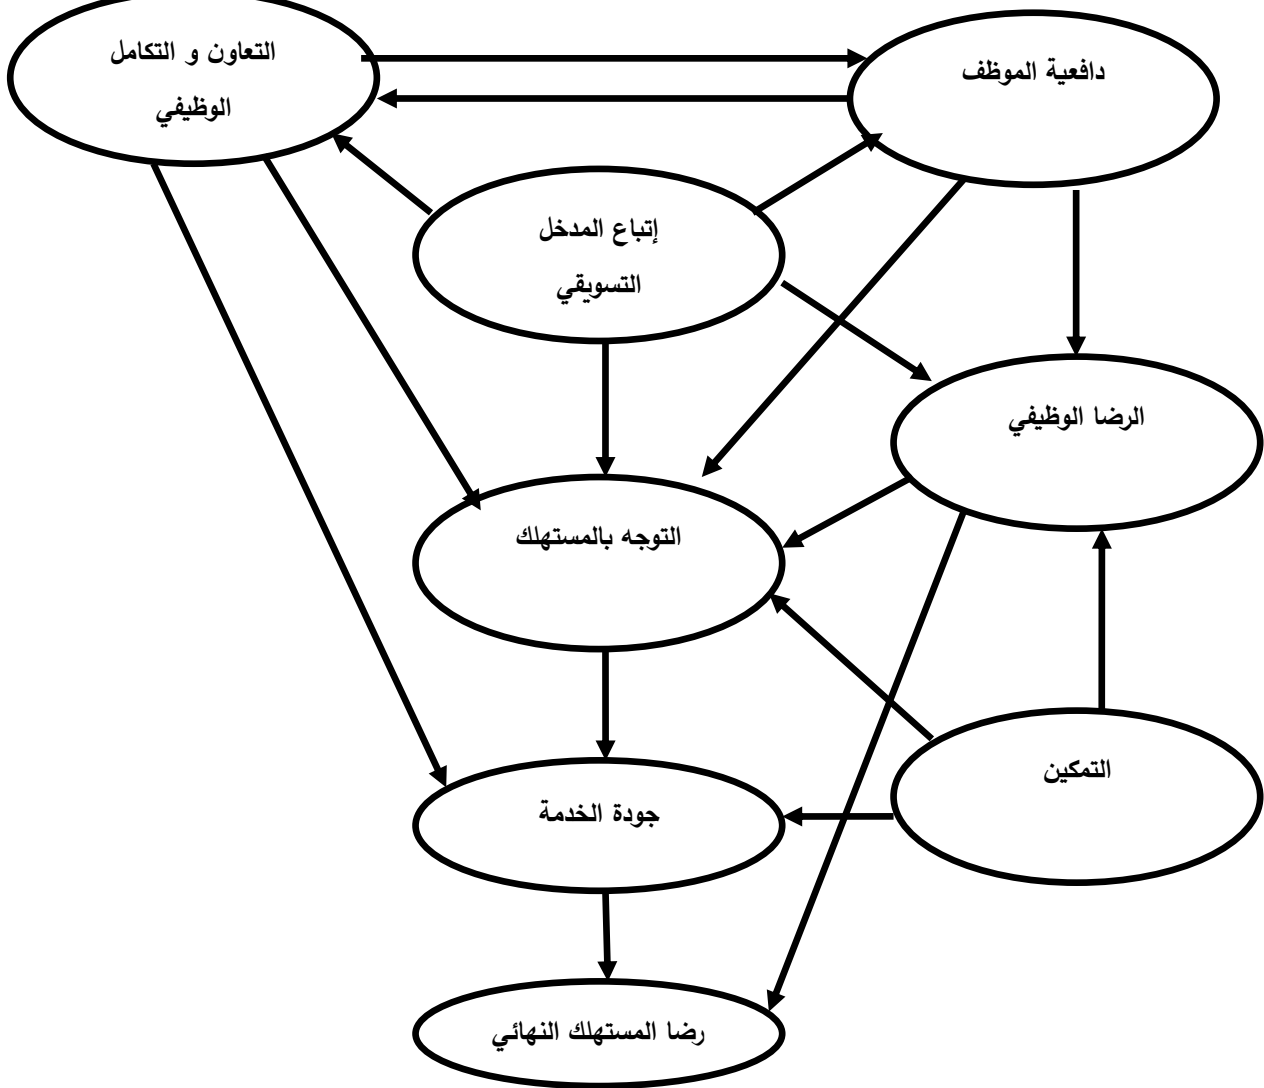 التعاون و التكامل
الوظيفي
دافعية الموظف
إتباع المدخل
التسويقي
الرضا الوظيفي
التوجه بالمستهلك
التمكين
جودة الخدمة
رضا المستهلك النهائي